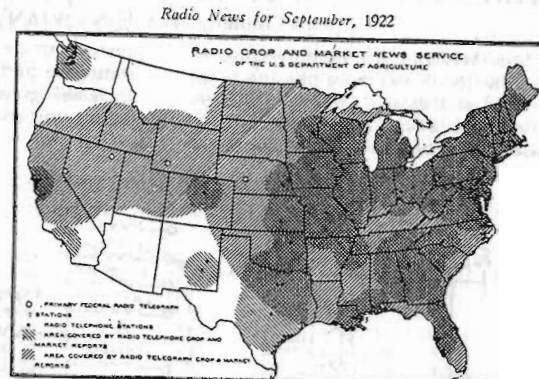 Radio News for September, 1922
RADIO CROP AND MARKET NEWS SERVICE
OF THE U.S. DEPARTMENT OF AGRICULTURE
PRIMARY FEDERAL RADIO TELEGRAPH
STATIONS
RADIO TELEPHONE STATIONS
AREA COVERED BY RADIO TELEPHONE CROP AND
MARKET REPORTS
AREA COVERED BY RADIO TELEGRAPH CROP & MARKET
REPORTS